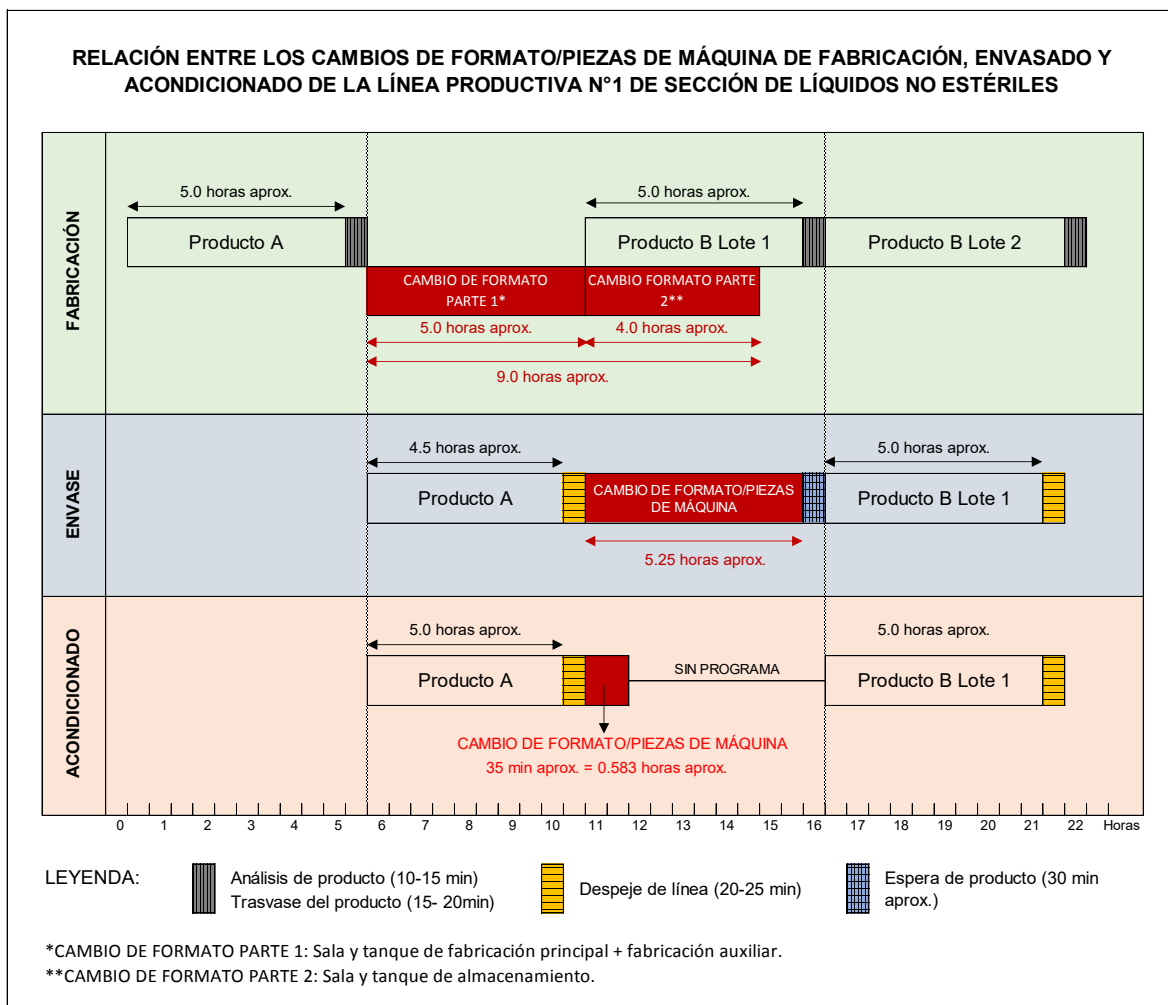 RELACIÓN ENTRE LOS CAMBIOS DE FORMATO/PIEZAS DE MÁQUINA DE FABRICACIÓN, ENVASADO Y
ACONDICIONADO DE LA LÍNEA PRODUCTIVA N°1 DE SECCIÓN DE LÍQUIDOS NO ESTÉRILES
FABRICACIÓN
5.0 horas aprox.
5.0 horas aprox.
Producto A
Producto B Lote 1
Producto B Lote 2
CAMBIO DE FORMATO
PARTE 1*
CAMBIO FORMATO PARTE
2**
5.0 horas aprox.
4.0 horas aprox.
9.0 horas aprox.
ENVASE
4.5 horas aprox.
5.0 horas aprox.
Producto A
CAMBIO DE FORMATO/PIEZAS
DE MÁQUINA
Producto B Lote 1
5.25 horas aprox.
ACONDICIONADO
5.0 horas aprox.
5.0 horas aprox.
Producto A
SIN PROGRAMA
Producto B Lote 1
CAMBIO DE FORMATO/PIEZAS DE MÁQUINA
35 min aprox. = 0.583 horas aprox.
0 1 2 3 4 5 6 7 8 9 10 11 12 13 14 15 16 17 18 19 20 21 22 Horas
LEYENDA:
Análisis de producto (10-15 min)
Trasvase del producto (15- 20min)
Despeje de línea (20-25 min)
Espera de producto (30 min
aprox.)
*CAMBIO DE FORMATO PARTE 1: Sala y tanque de fabricación principal + fabricación auxiliar.
**CAMBIO DE FORMATO PARTE 2: Sala y tanque de almacenamiento.